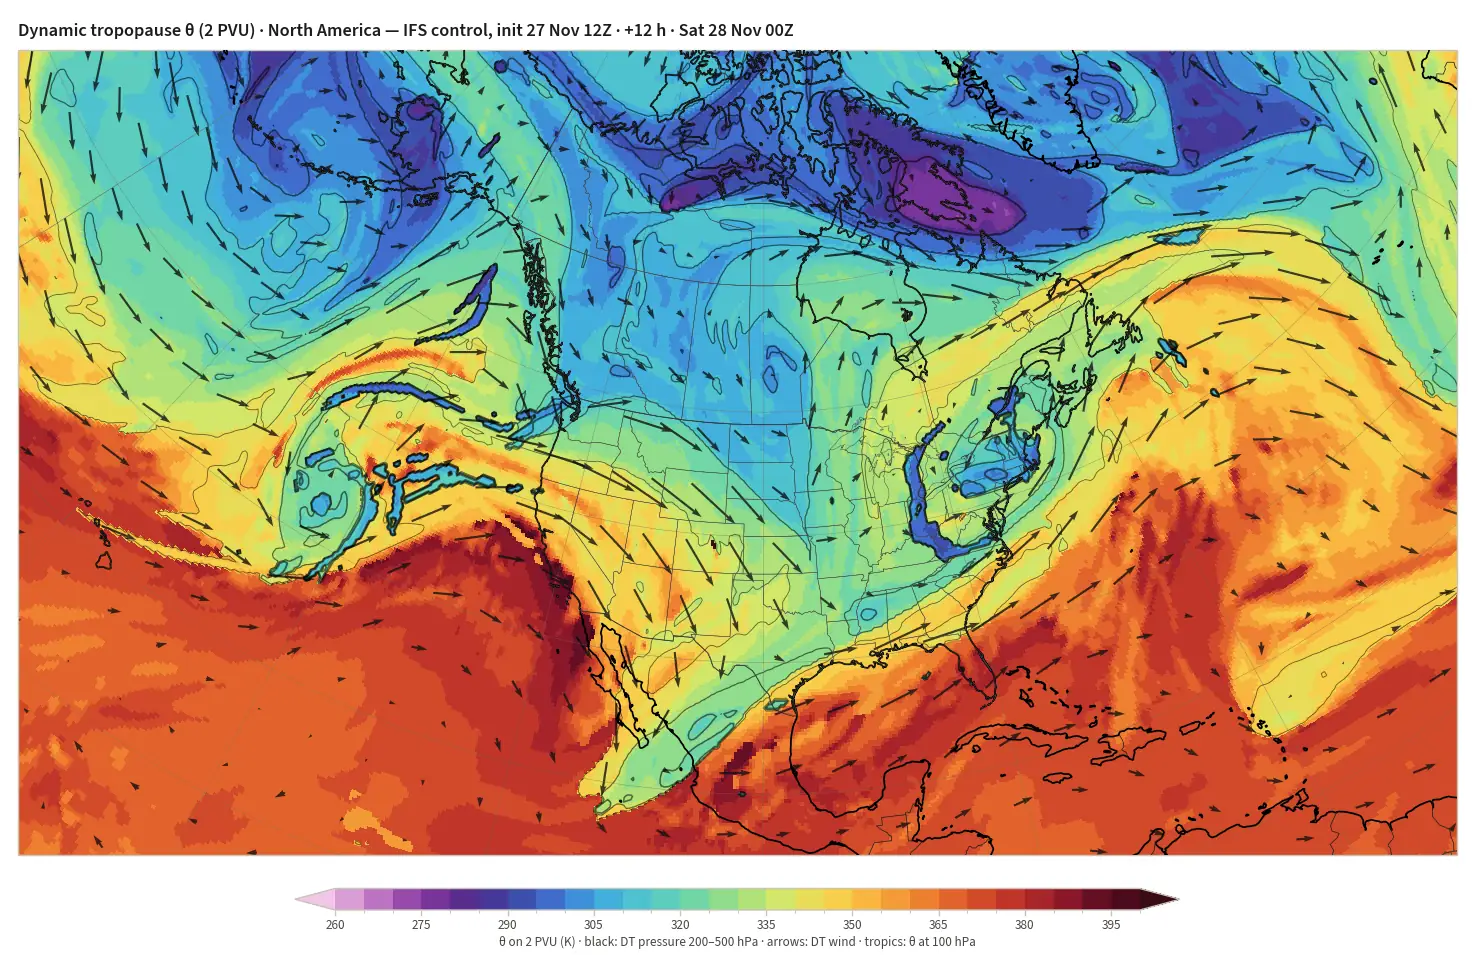 Dynamic tropopause θ (2 PVU) · North America — IFS control, init 27 Nov 12Z · +12 h · Sat 28 Nov 00Z
260 275 290 305 320 335 350 365 380 395
θ on 2 PVU (K) · black: DT pressure 200–500 hPa · arrows: DT wind · tropics: θ at 100 hPa